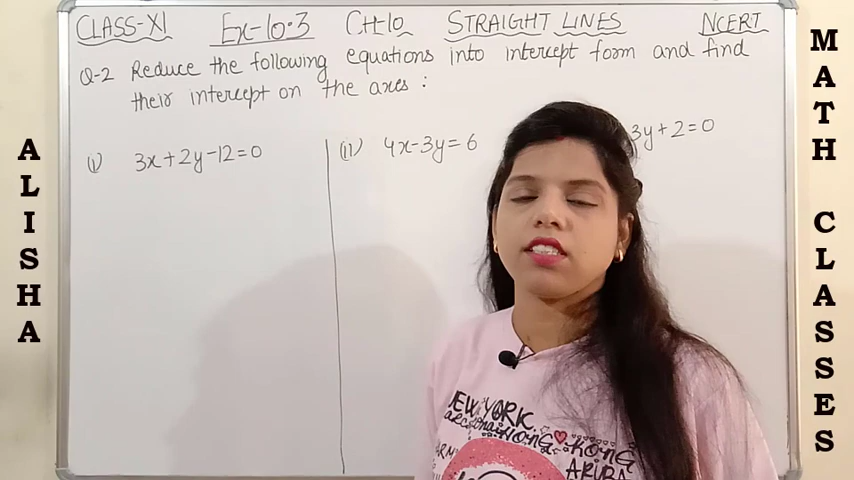 CLASS-XI Ex-10.3 CH-10 STRAIGHT LINES NCERT
Q-2 Reduce the following equations into intercept form and find
their intercept on the axes :
(i) 3x+2y-12=0 (ii) 4x-3y=6 3y+2=0
ALISHA
MATH CLASSES
NEW YORK